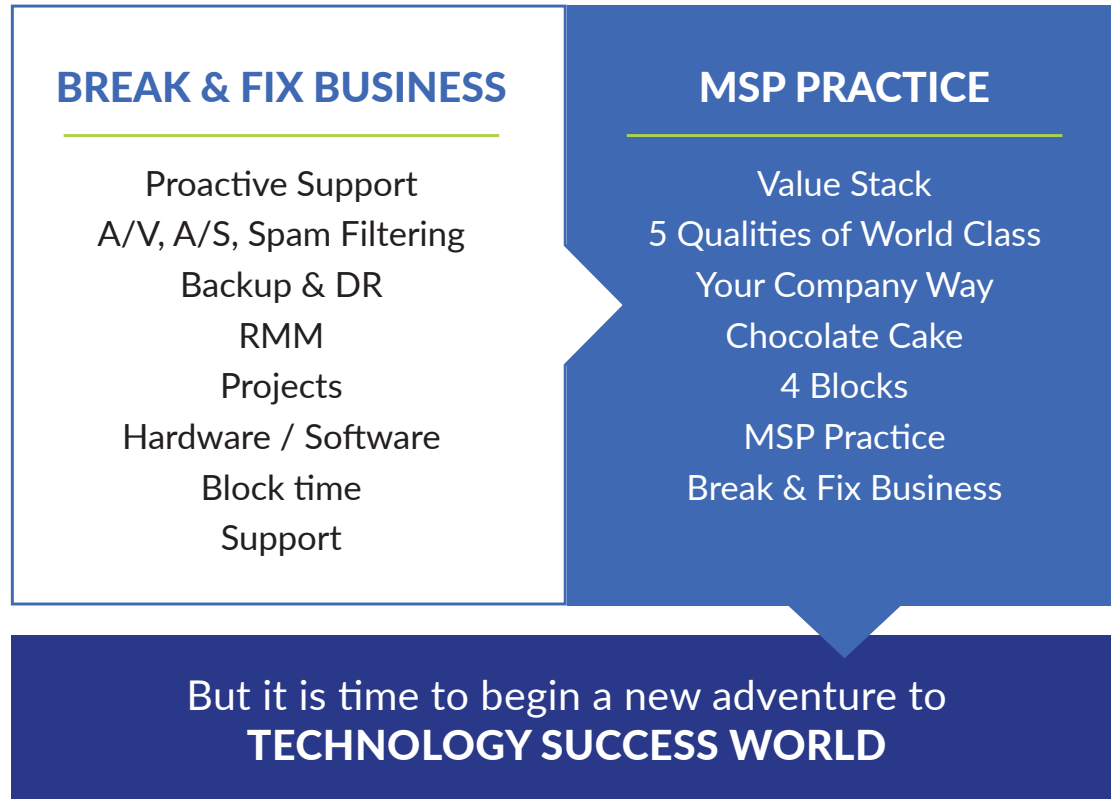 BREAK & FIX BUSINESS
Proactive Support
A/V, A/S, Spam Filtering
Backup & DR
RMM
Projects
Hardware / Software
Block time
Support
MSP PRACTICE
Value Stack
5 Qualities of World Class
Your Company Way
Chocolate Cake
4 Blocks
MSP Practice
Break & Fix Business
But it is time to begin a new adventure to
TECHNOLOGY SUCCESS WORLD